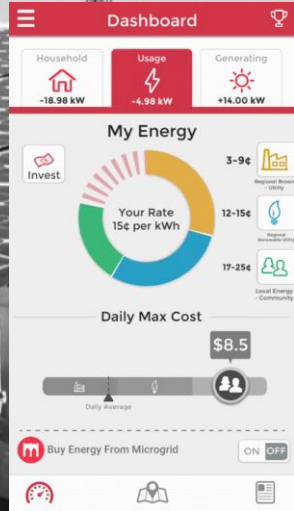 Dashboard
Household
Usage
Generating
-18.98 kW
-4.98 kW
+14.00 kW
My Energy
Invest
Your Rate
15¢ per kWh
3-9¢
Regional Brown
- Utility
12-15¢
Regional
Renewable Utility
17-25¢
Local Energy
- Community
Daily Max Cost
$8.5
Daily Average
m Buy Energy From Microgrid
ON OFF